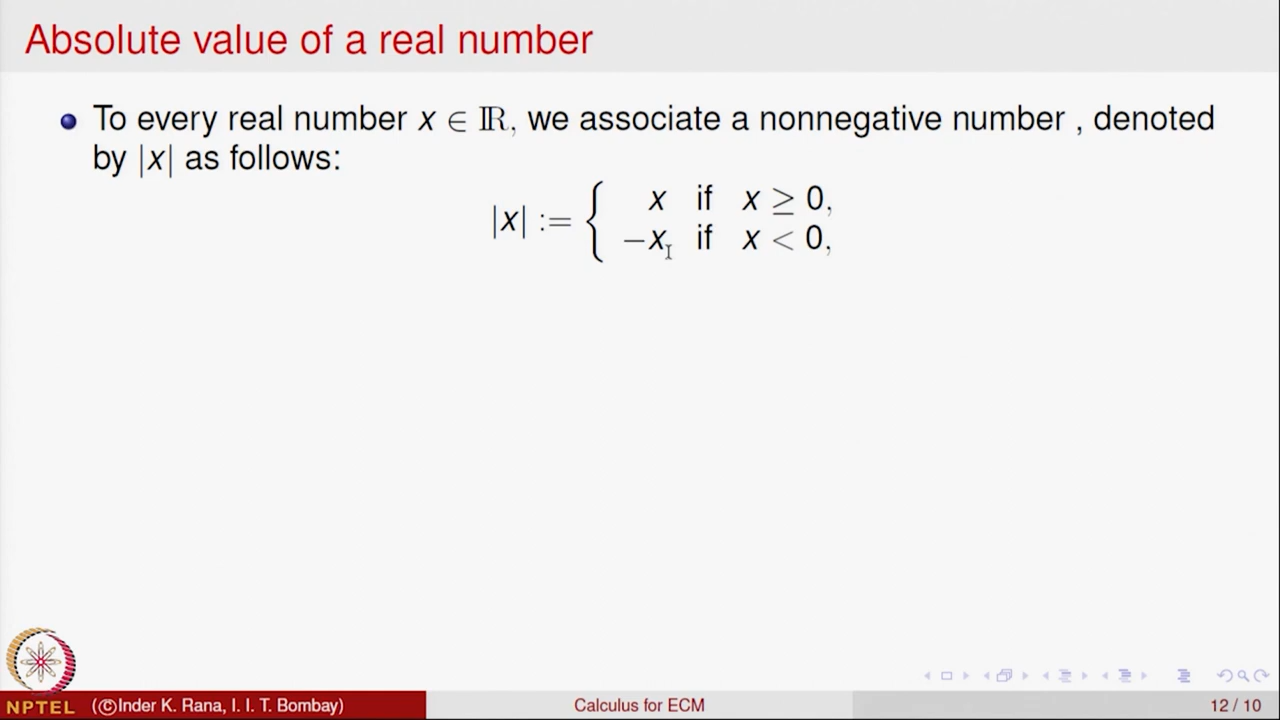 Absolute value of a real number
To every real number x ∈ ℝ, we associate a nonnegative number , denoted
by |x| as follows:
|x| := { x if x ≥ 0,
−x if x < 0,
NPTEL (©Inder K. Rana, I. I. T. Bombay) Calculus for ECM 12 / 10